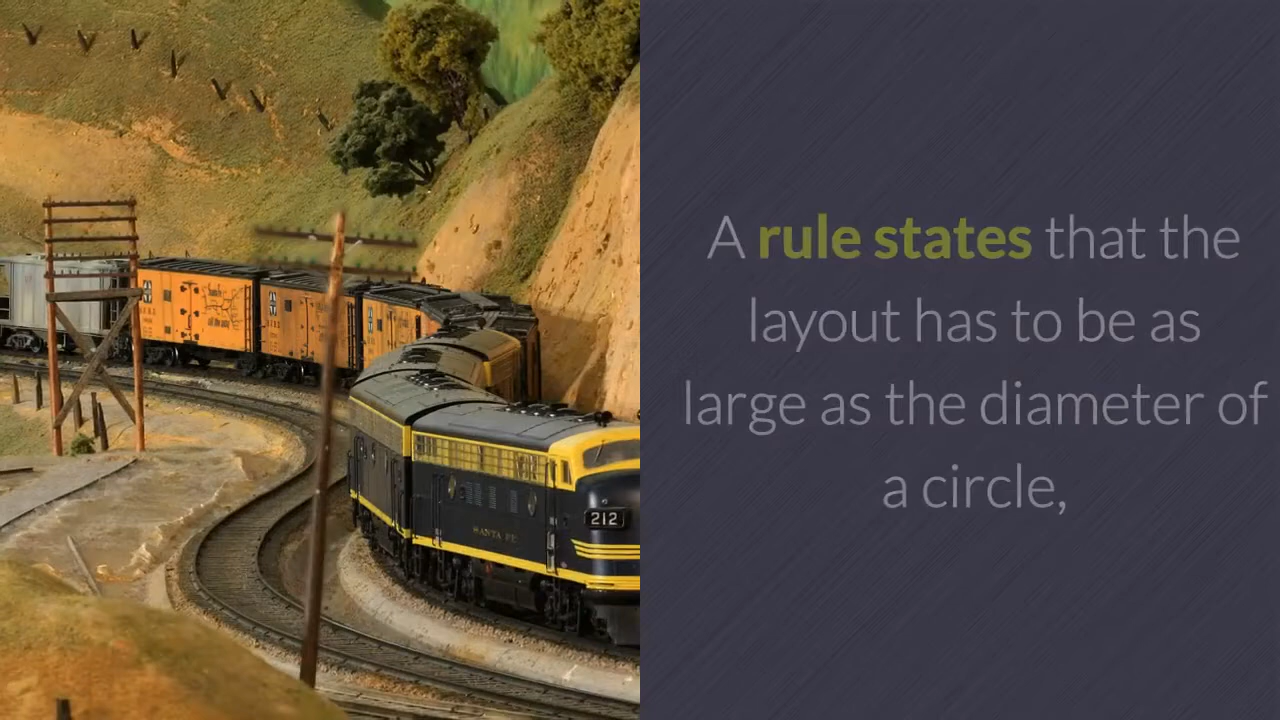 A rule states that the
layout has to be as
large as the diameter of
a circle,
212
SANTA FE